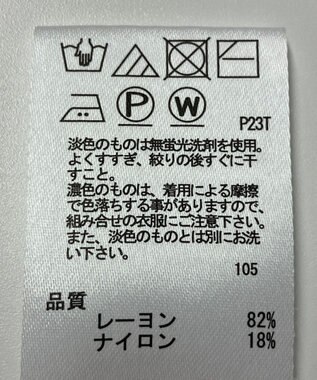 P W P23T
淡色のものは無蛍光洗剤を使用。
よくすすぎ、絞りの後すぐに干
すこと。
濃色のものは、着用による摩擦
で色落ちする事がありますので、
組み合せの衣服にご注意下さい。
また、淡色のものとは別にお洗
い下さい。
105
品質
レーヨン 82%
ナイロン 18%